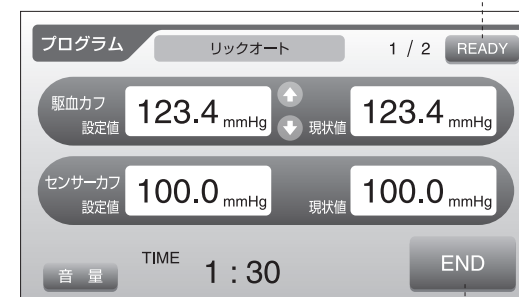 プログラム リックオート 1 / 2 READY
駆血カフ
設定値 123.4 mmHg 現状値 123.4 mmHg
センサーカフ
設定値 100.0 mmHg 現状値 100.0 mmHg
音 量 TIME 1 : 30 END